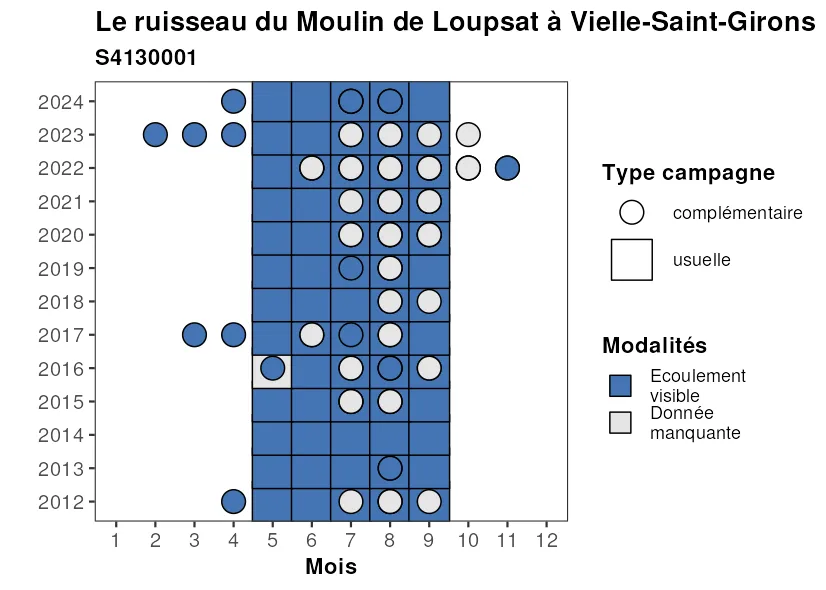 Le ruisseau du Moulin de Loupsat à Vielle-Saint-Girons
S4130001
2024
2023
2022
2021
2020
2019
2018
2017
2016
2015
2014
2013
2012
1 2 3 4 5 6 7 8 9 10 11 12
Mois
Type campagne
complémentaire
usuelle
Modalités
Ecoulement
visible
Donnée
manquante